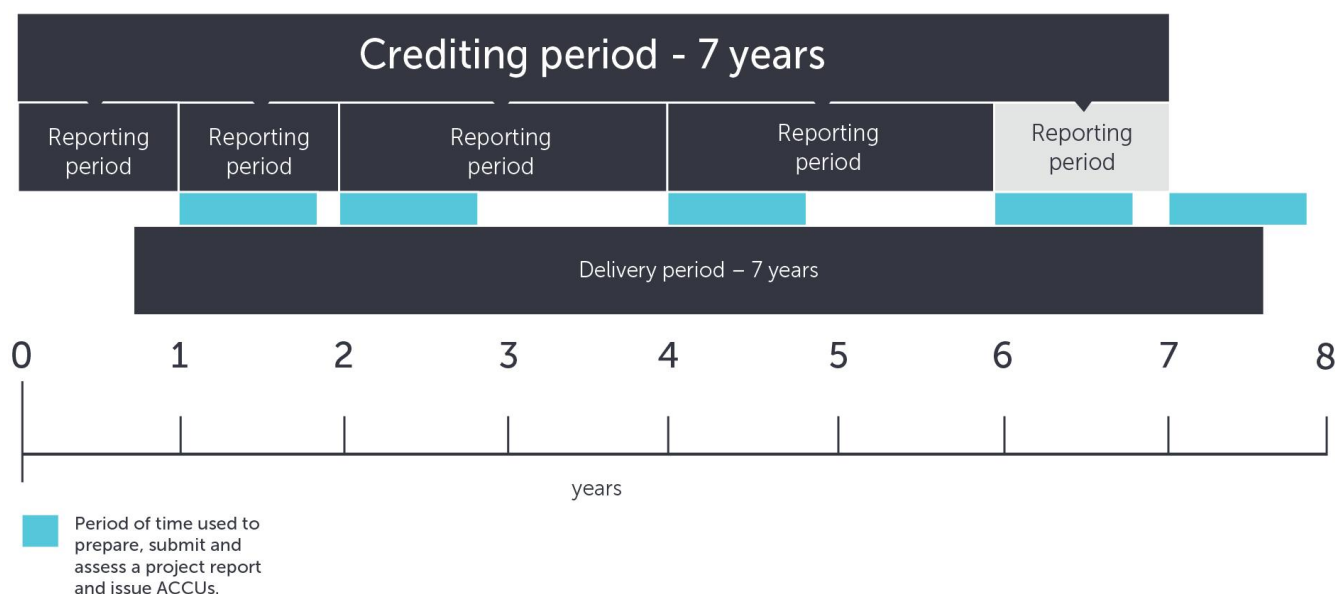 Crediting period - 7 years
Reporting
period
Reporting
period
Reporting
period
Reporting
period
Reporting
period
Delivery period – 7 years
0 1 2 3 4 5 6 7 8
years
Period of time used to
prepare, submit and
assess a project report
and issue ACCUs.